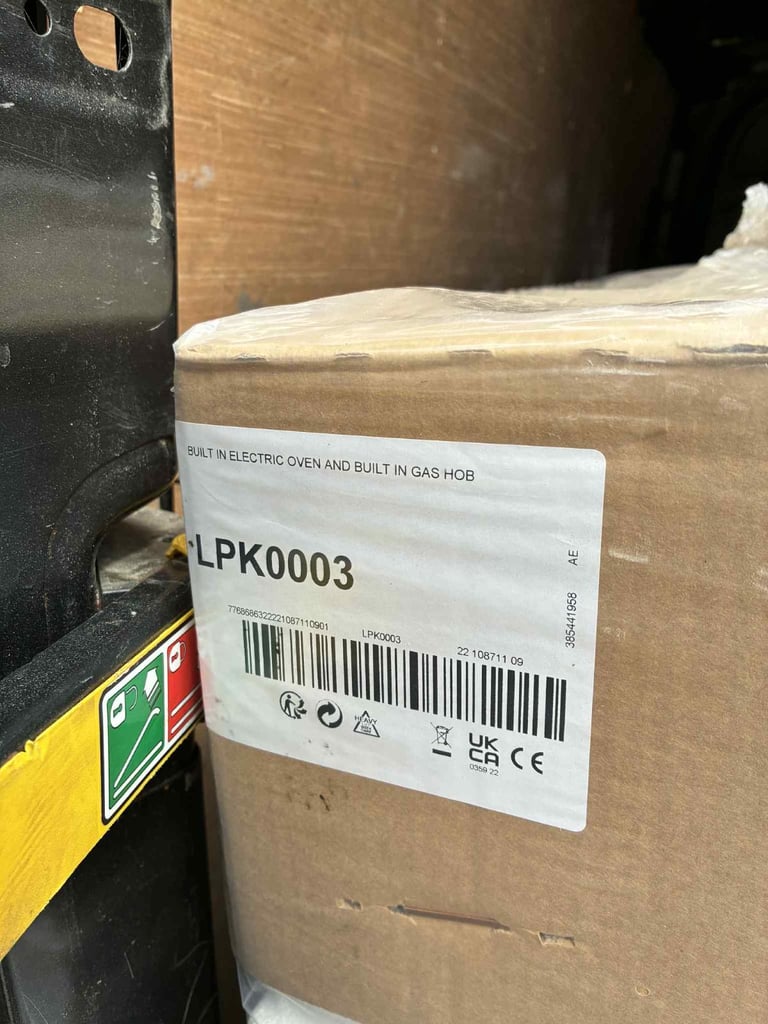 BUILT IN ELECTRIC OVEN AND BUILT IN GAS HOB
LPK0003
7768686322221087110901
LPK0003
22 108711 09
385441958 AE
HEAVY
UK
CA
0359 22
CE